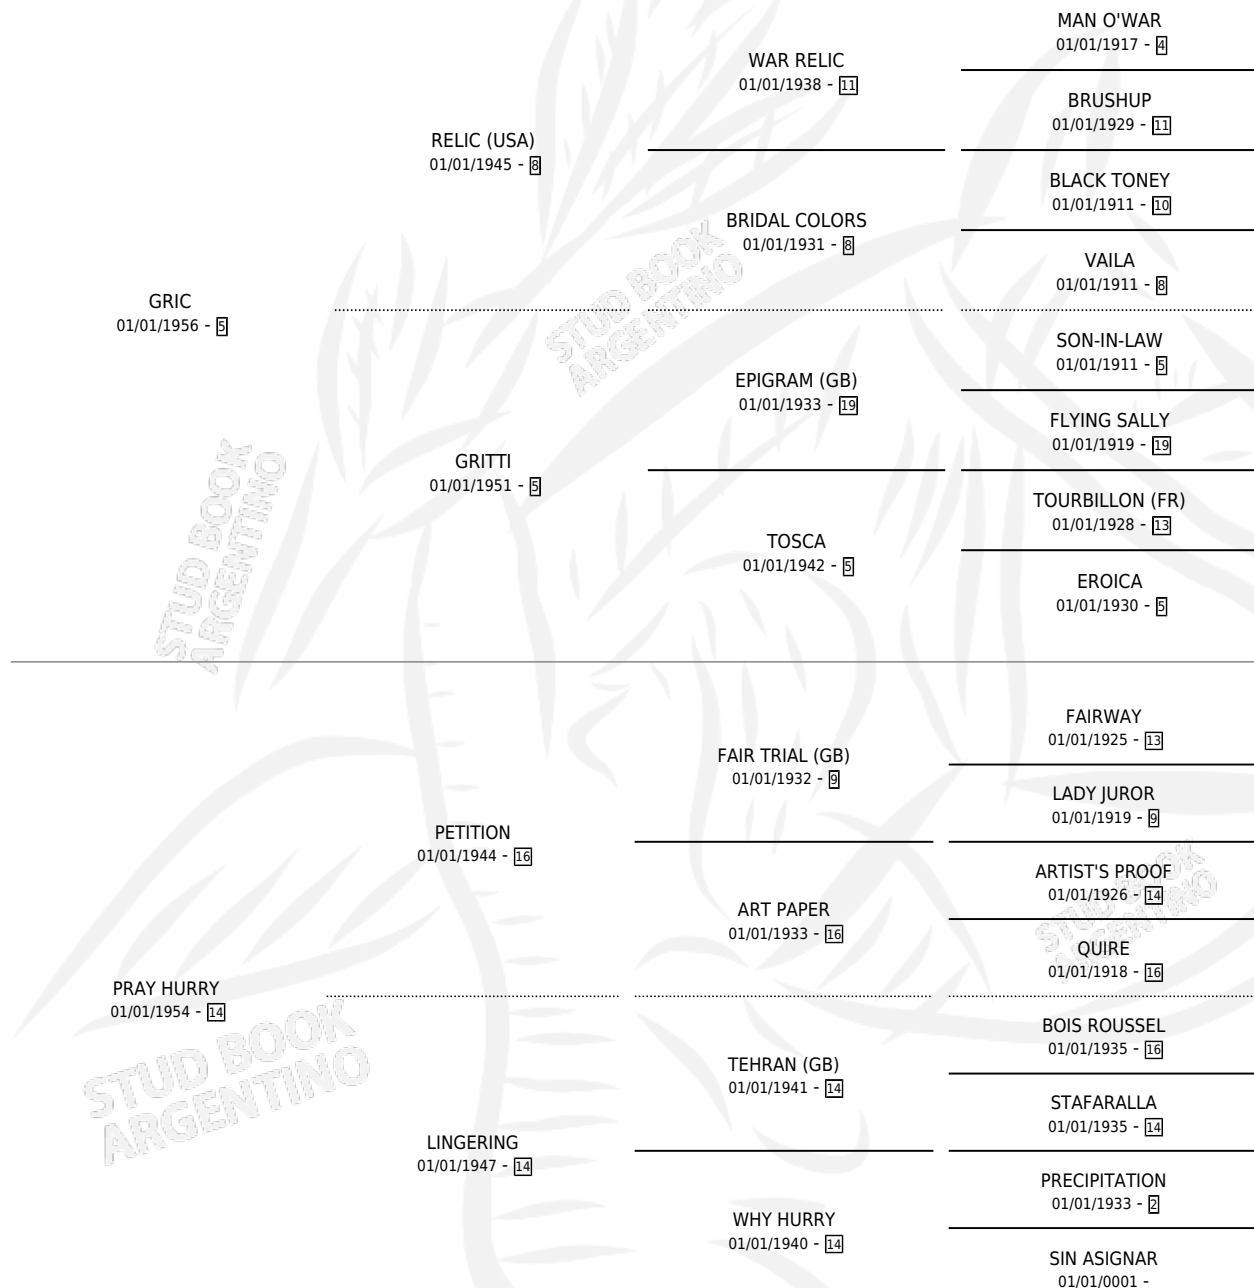 MAN O'WAR
01/01/1917 - 4
WAR RELIC
01/01/1938 - 11
BRUSHUP
01/01/1929 - 11
RELIC (USA)
01/01/1945 - 8
BLACK TONEY
01/01/1911 - 10
BRIDAL COLORS
01/01/1931 - 8
VAILA
01/01/1911 - 8
GRIC
01/01/1956 - 5
SON-IN-LAW
01/01/1911 - 5
EPIGRAM (GB)
01/01/1933 - 19
FLYING SALLY
01/01/1919 - 19
GRITTI
01/01/1951 - 5
TOURBILLON (FR)
01/01/1928 - 13
TOSCA
01/01/1942 - 5
EROICA
01/01/1930 - 5
STUD BOOK
ARGENTINO
STUD BOOK
ARGENTINO
FAIRWAY
01/01/1925 - 13
FAIR TRIAL (GB)
01/01/1932 - 9
LADY JUROR
01/01/1919 - 9
PETITION
01/01/1944 - 16
ARTIST'S PROOF
01/01/1926 - 14
ART PAPER
01/01/1933 - 16
QUIRE
01/01/1918 - 16
STUD BOOK
ARGENTINO
PRAY HURRY
01/01/1954 - 14
BOIS ROUSSEL
01/01/1935 - 16
TEHRAN (GB)
01/01/1941 - 14
STAFARALLA
01/01/1935 - 14
STUD BOOK
ARGENTINO
LINGERING
01/01/1947 - 14
PRECIPITATION
01/01/1933 - 2
WHY HURRY
01/01/1940 - 14
SIN ASIGNAR
01/01/0001 -